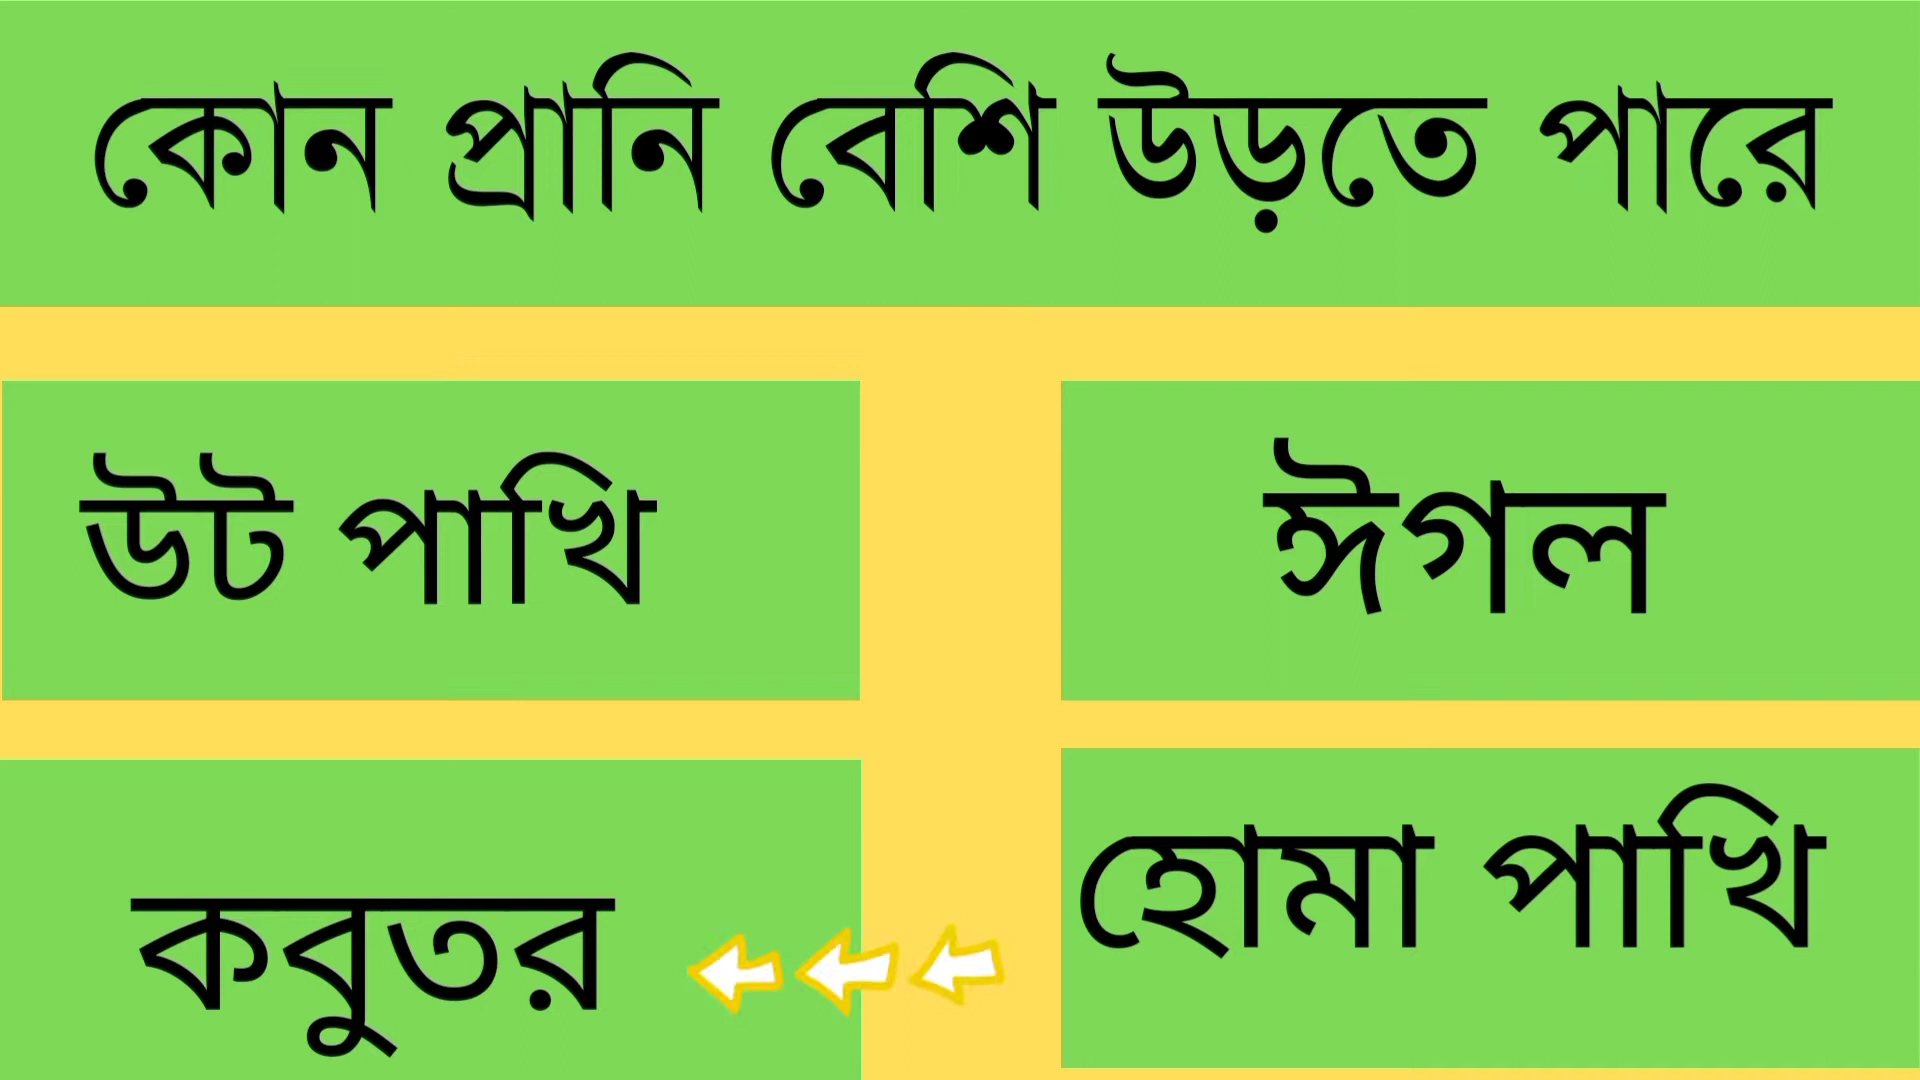 কোন প্রানি বেশি উড়তে পারে
উট পাখি
ঈগল
কবুতর
হোমা পাখি